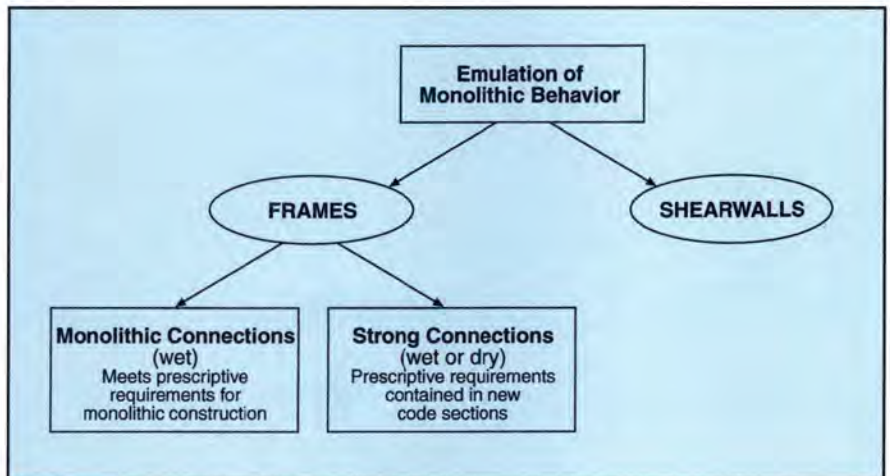 Emulation of
Monolithic Behavior
FRAMES
SHEARWALLS
Monolithic Connections
(wet)
Meets prescriptive
requirements for
monolithic construction
Strong Connections
(wet or dry)
Prescriptive requirements
contained in new
code sections